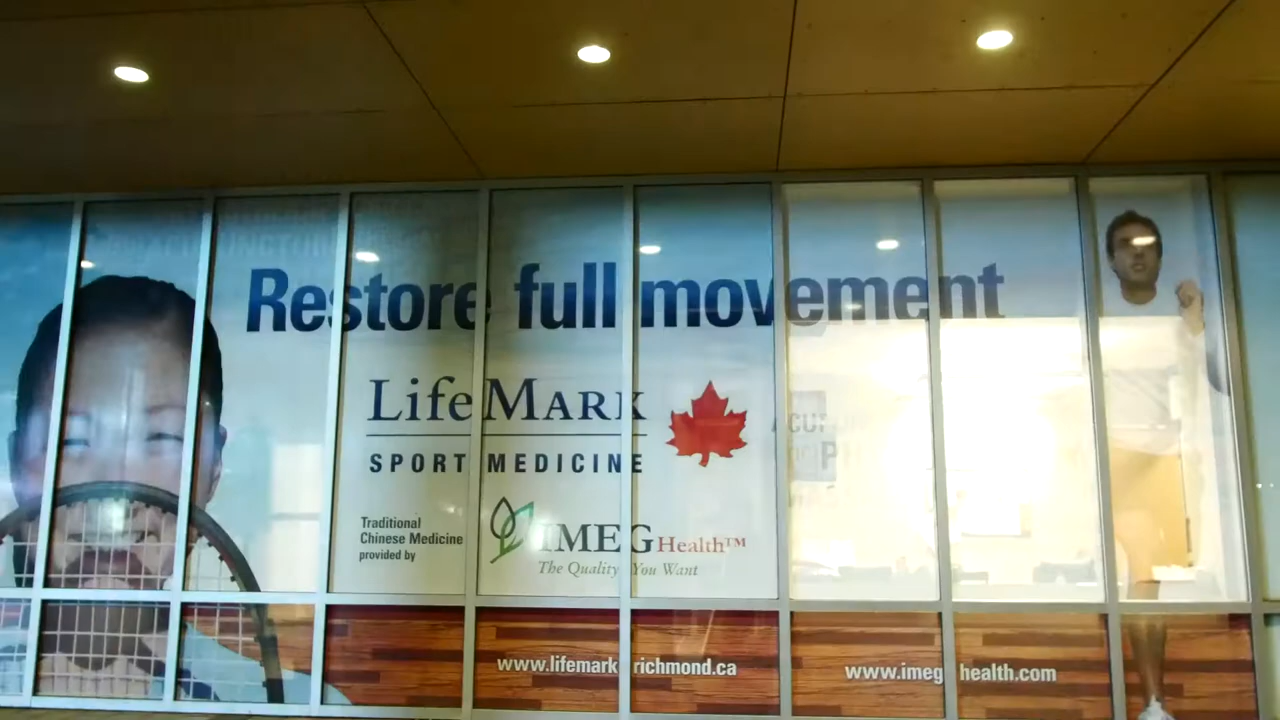 Restore full movement
LifeMark
SPORT MEDICINE
Traditional
Chinese Medicine
provided by
IMEG Health™
The Quality You Want
www.lifemark richmond.ca
www.imeg health.com